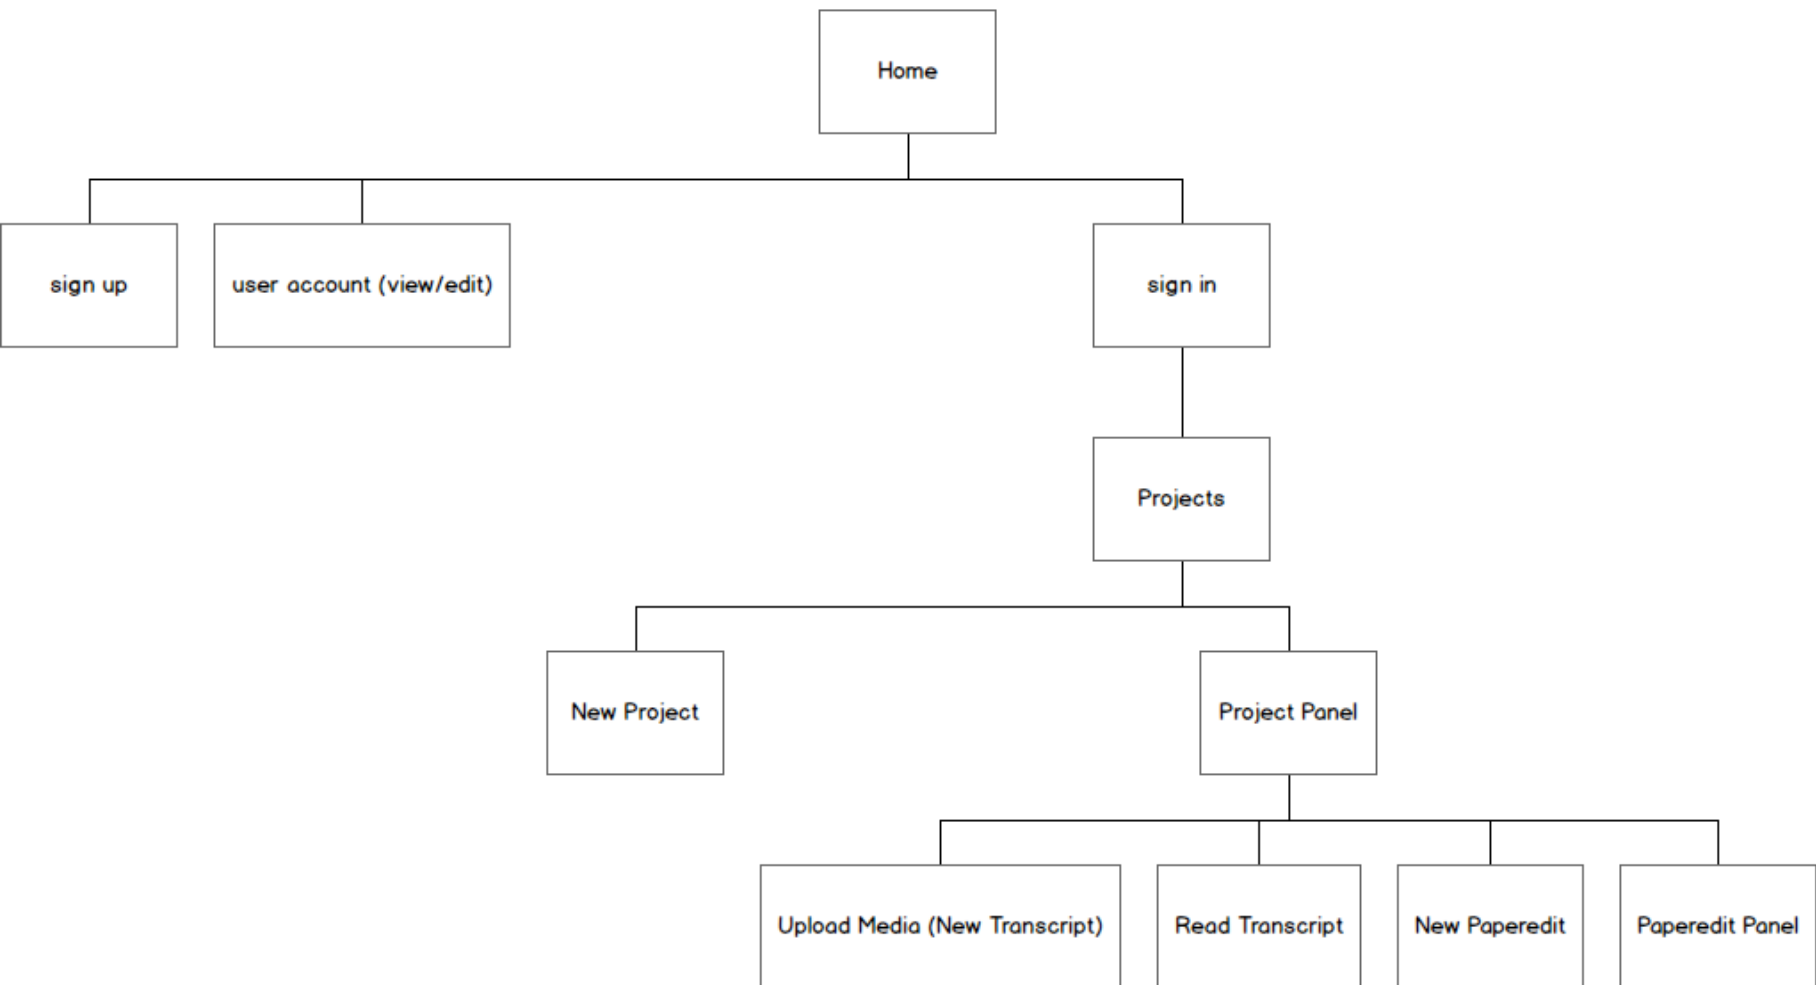 Home
sign up
user account (view/edit)
sign in
Projects
New Project
Project Panel
Upload Media (New Transcript)
Read Transcript
New Paperedit
Paperedit Panel